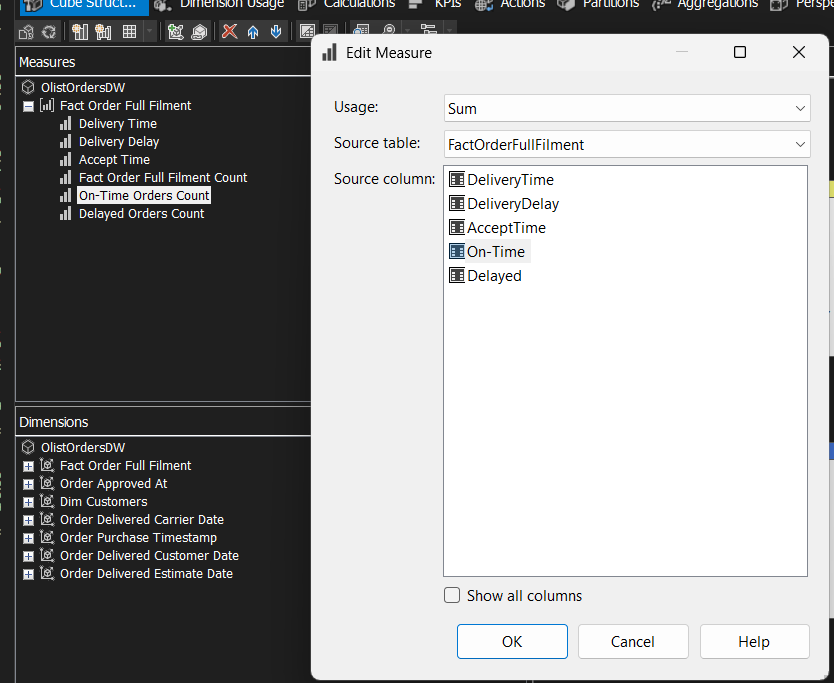 Cube Struct...
Dimension Usage
Calculations
KPIs
Actions
Partitions
Aggregations
Perspe
Measures
OlistOrdersDW
Fact Order Full Filment
Delivery Time
Delivery Delay
Accept Time
Fact Order Full Filment Count
On-Time Orders Count
Delayed Orders Count
Dimensions
OlistOrdersDW
Fact Order Full Filment
Order Approved At
Dim Customers
Order Delivered Carrier Date
Order Purchase Timestamp
Order Delivered Customer Date
Order Delivered Estimate Date
Edit Measure
Usage:
Sum
Source table:
FactOrderFullFilment
Source column:
DeliveryTime
DeliveryDelay
AcceptTime
On-Time
Delayed
Show all columns
OK
Cancel
Help